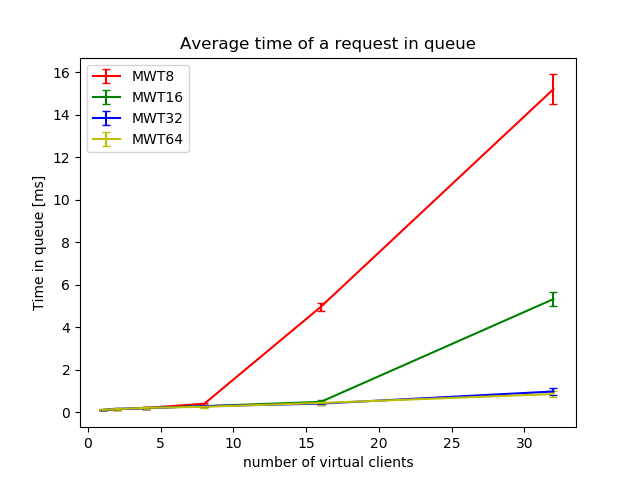 Average time of a request in queue
16
14
12
10
8
6
4
2
0
Time in queue [ms]
MWT8
MWT16
MWT32
MWT64
0 5 10 15 20 25 30
number of virtual clients